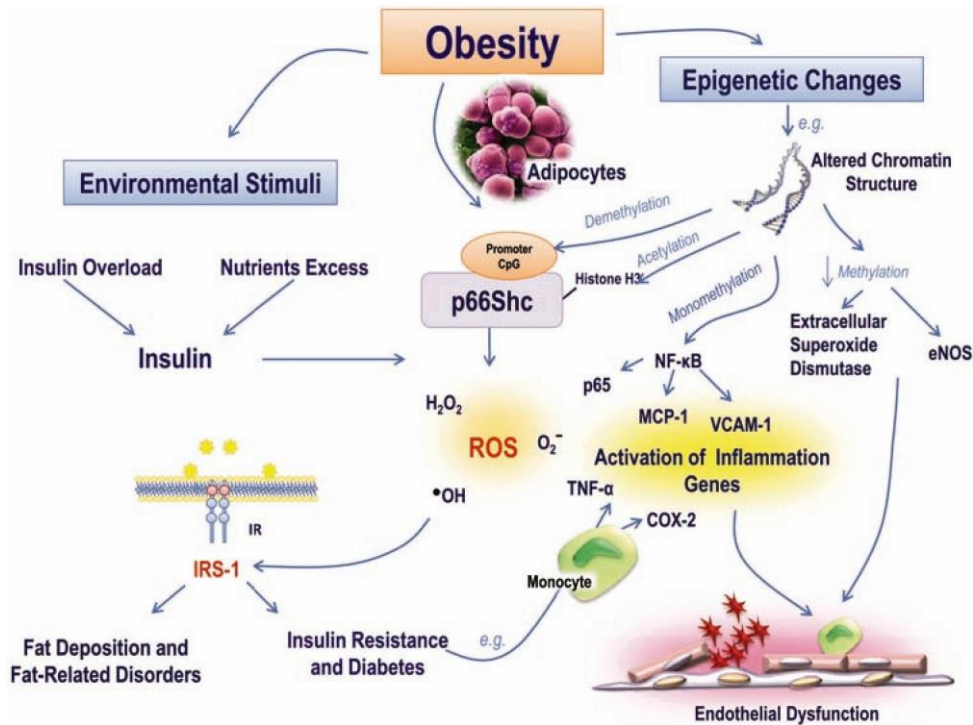 Obesity
Epigenetic Changes
e.g.
Adipocytes
Altered Chromatin
Structure
Environmental Stimuli
Demethylation
Promoter
CpG
Acetylation
Insulin Overload
Nutrients Excess
Histone H3
p66Shc
Monomethylation
Methylation
Extracellular
Superoxide
Dismutase
eNOS
Insulin
NF-κB
p65
H2O2
MCP-1
VCAM-1
ROS
O2−
Activation of Inflammation
Genes
•OH
TNF-α
COX-2
IR
IRS-1
Monocyte
Fat Deposition and
Fat-Related Disorders
Insulin Resistance
and Diabetes
e.g.
Endothelial Dysfunction